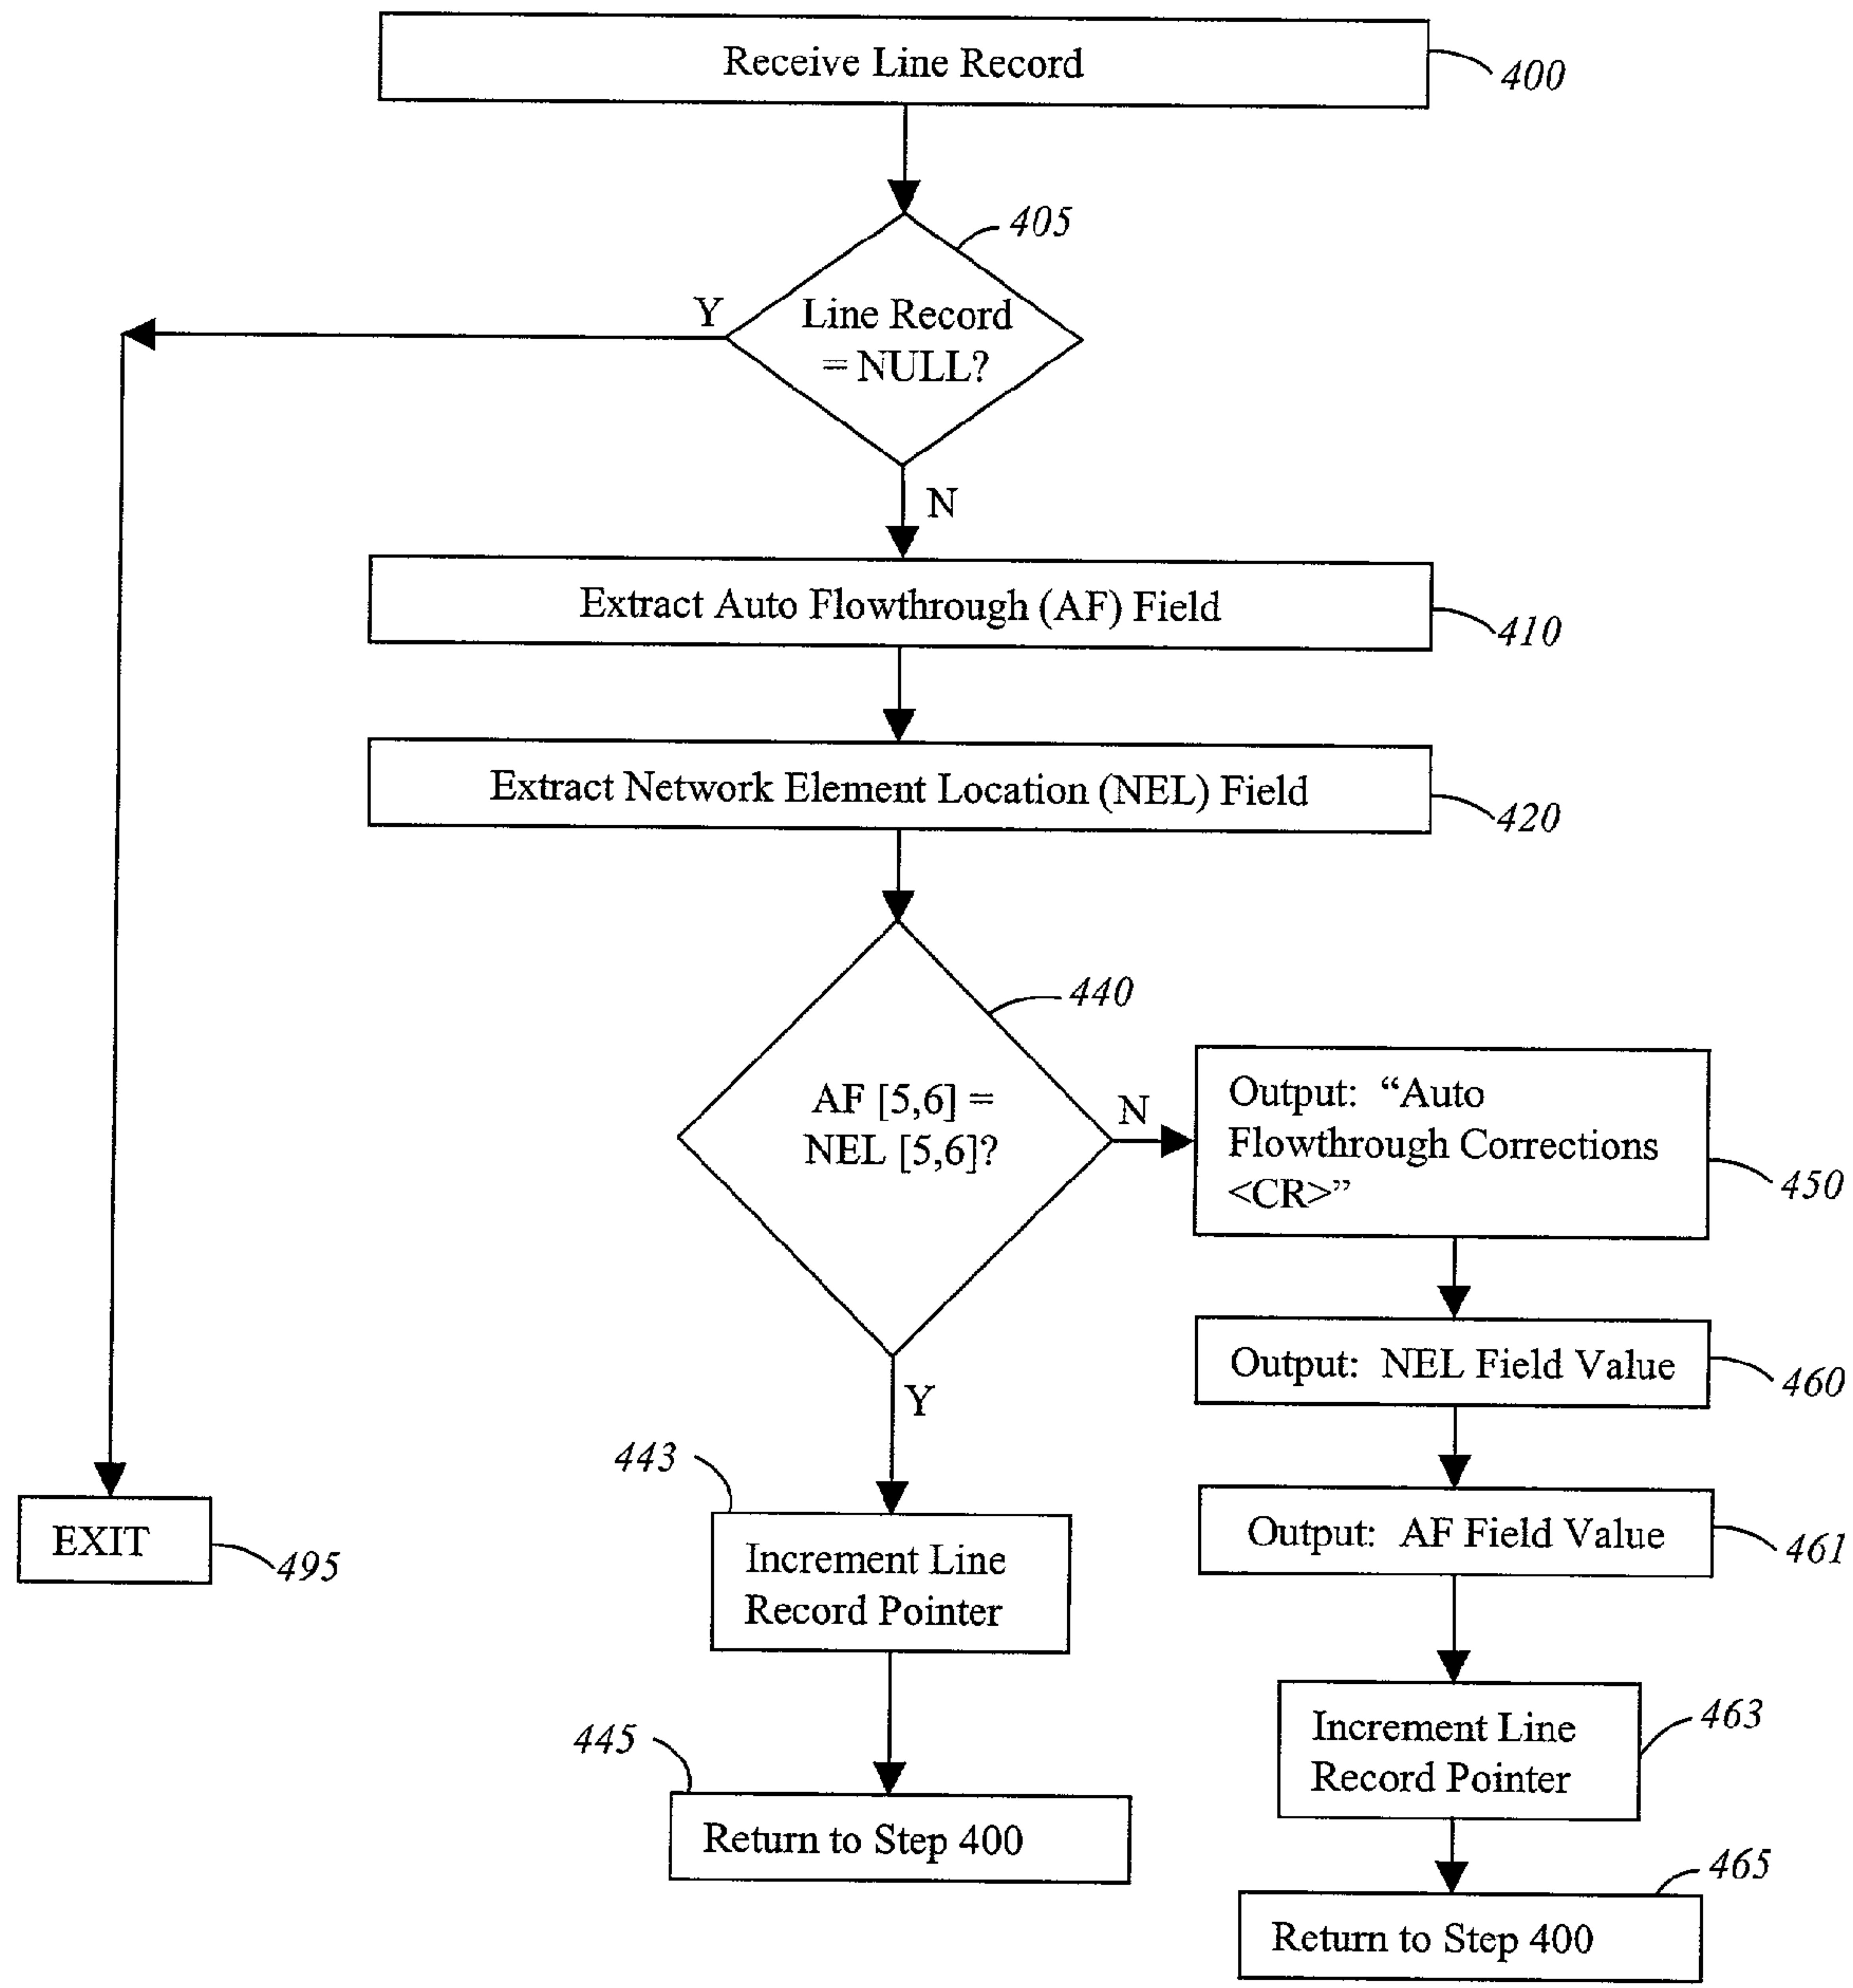 Receive Line Record
400
405
Y
Line Record
= NULL?
N
Extract Auto Flowthrough (AF) Field
410
Extract Network Element Location (NEL) Field
420
440
AF [5,6] =
NEL [5,6]?
N
Output: “Auto
Flowthrough Corrections
<CR>”
450
Output: NEL Field Value
460
Y
443
Output: AF Field Value
461
EXIT
495
Increment Line
Record Pointer
Increment Line
Record Pointer
463
445
Return to Step 400
465
Return to Step 400